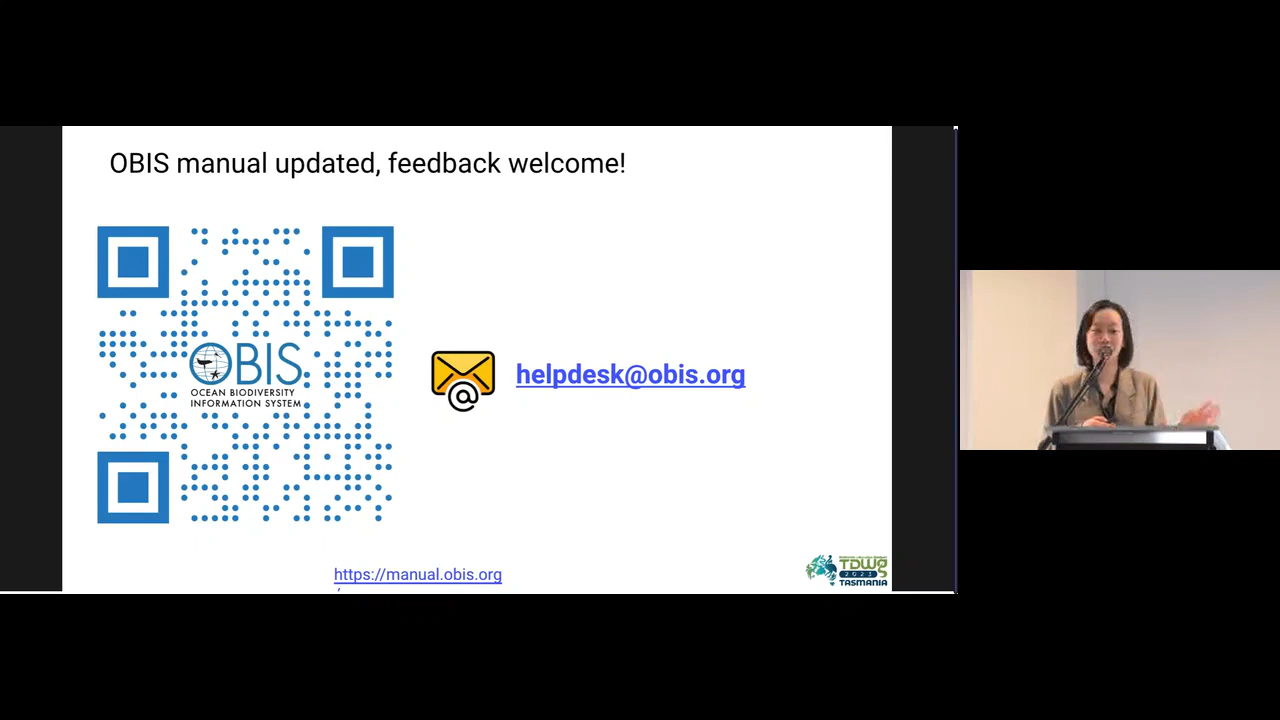 OBIS manual updated, feedback welcome!
OBIS
OCEAN BIODIVERSITY
INFORMATION SYSTEM
helpdesk@obis.org
https://manual.obis.org
TDWG
2023
TASMANIA